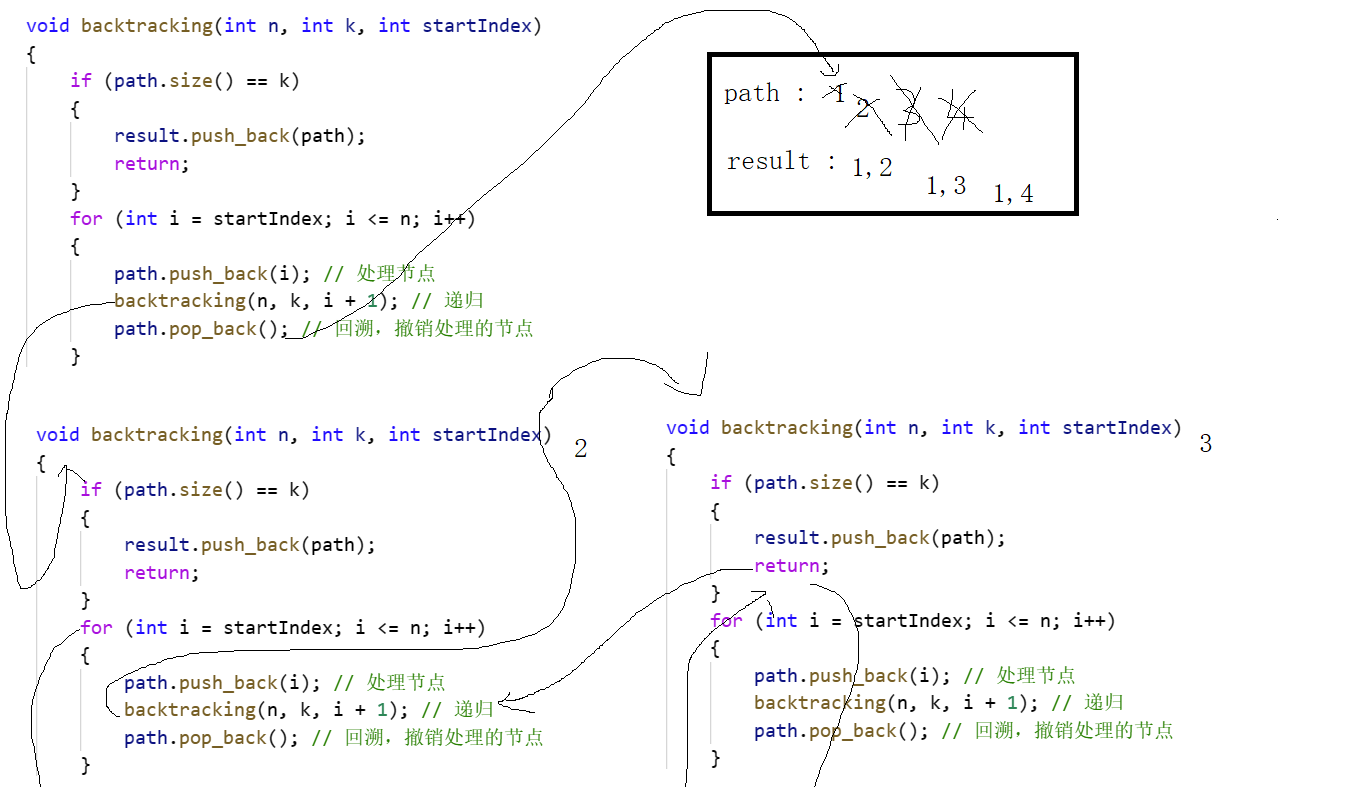 void backtracking(int n, int k, int startIndex)
{
if (path.size() == k)
{
result.push_back(path);
return;
}
for (int i = startIndex; i <= n; i++)
{
path.push_back(i); // 处理节点
backtracking(n, k, i + 1); // 递归
path.pop_back(); // 回溯，撤销处理的节点
}
path : 1 2 3 4
result : 1,2 1,3 1,4
void backtracking(int n, int k, int startIndex) 2
{
if (path.size() == k)
{
result.push_back(path);
return;
}
for (int i = startIndex; i <= n; i++)
{
path.push_back(i); // 处理节点
backtracking(n, k, i + 1); // 递归
path.pop_back(); // 回溯，撤销处理的节点
}
void backtracking(int n, int k, int startIndex) 3
{
if (path.size() == k)
{
result.push_back(path);
return;
}
for (int i = startIndex; i <= n; i++)
{
path.push_back(i); // 处理节点
backtracking(n, k, i + 1); // 递归
path.pop_back(); // 回溯，撤销处理的节点
}